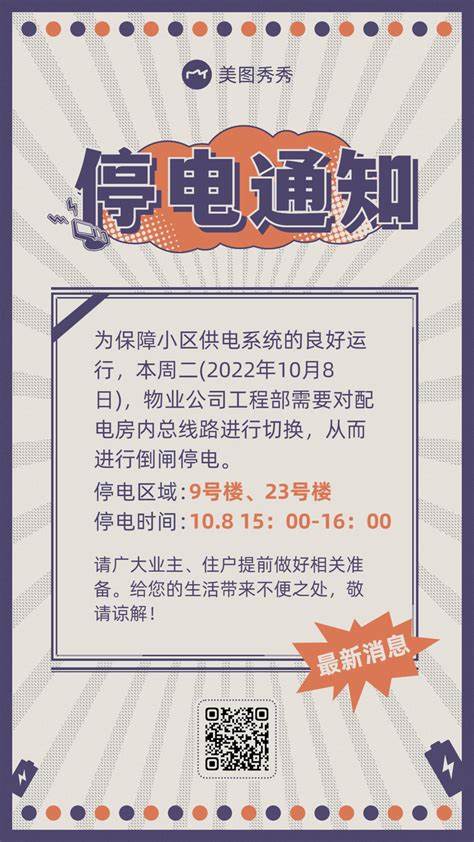 美图秀秀
停电通知
为保障小区供电系统的良好运
行，本周二(2022年10月8
日)，物业公司工程部需要对配
电房内总线路进行切换，从而
进行倒闸停电。
停电区域:9号楼、23号楼
停电时间:10.8 15：00-16：00
请广大业主、住户提前做好相关准
备。给您的生活带来不便之处，敬
请谅解！
最新消息